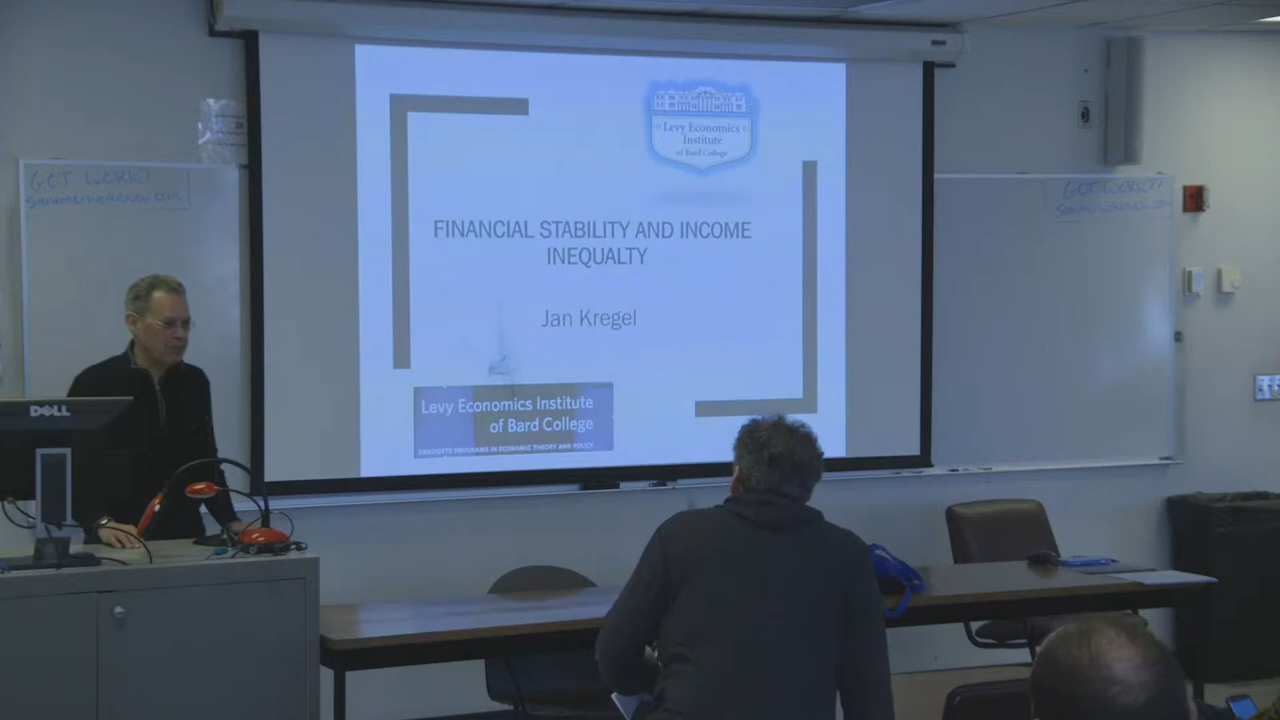 GOT WORK?
Levy Economics
Institute
of Bard College
FINANCIAL STABILITY AND INCOME
INEQUALTY
Jan Kregel
Levy Economics Institute
of Bard College
GRADUATE PROGRAMS IN ECONOMIC THEORY AND POLICY
DELL
GOT WORK??